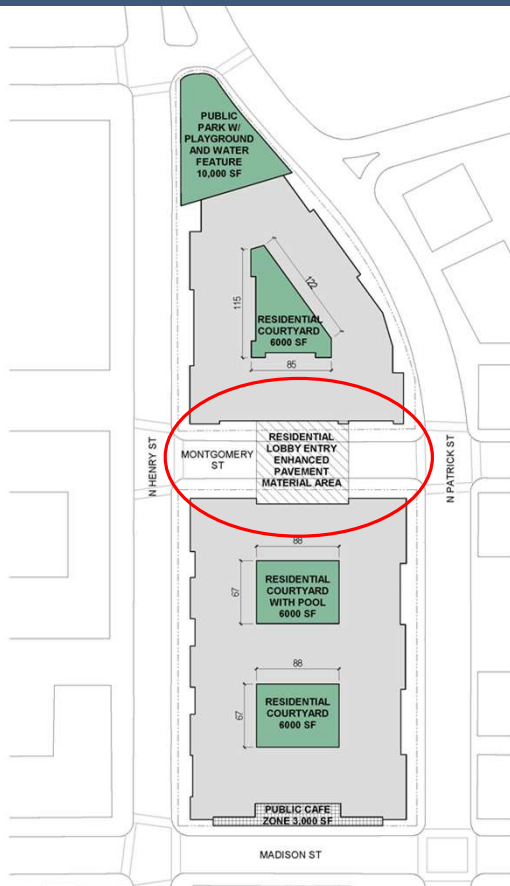 PUBLIC
PARK W/
PLAYGROUND
AND WATER
FEATURE
10,000 SF
122
115
RESIDENTIAL
COURTYARD
6000 SF
85
N HENRY ST
MONTGOMERY
ST
RESIDENTIAL
LOBBY ENTRY
ENHANCED
PAVEMENT
MATERIAL AREA
N PATRICK ST
88
67
RESIDENTIAL
COURTYARD
WITH POOL
6000 SF
88
67
RESIDENTIAL
COURTYARD
6000 SF
PUBLIC CAFE
ZONE 3,000 SF
MADISON ST